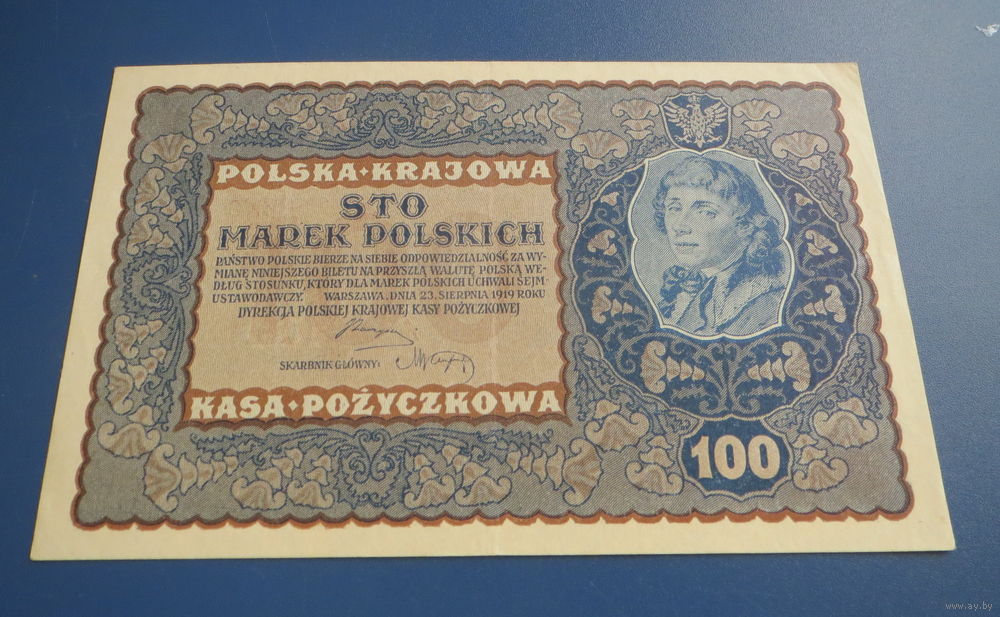 POLSKA·KRAJOWA
STO
MAREK POLSKICH
PAŃSTWO POLSKIE BIERZE NA SIEBIE ODPOWIEDZIALNOŚĆ ZA WY-
MIANĘ NINIEJSZEGO BILETU NA PRZYSZŁĄ WALUTĘ POLSKĄ WE-
DŁUG STOSUNKU, KTÓRY DLA MAREK POLSKICH UCHWALI SEJM-
USTAWODAWCZY. WARSZAWA, DNIA 23. SIERPNIA 1919 ROKU
DYREKCJA POLSKIEJ KRAJOWEJ KASY POŻYCZKOWEJ
SKARBNIK GŁÓWNY:
KASA·POŻYCZKOWA
100
www.ay.by